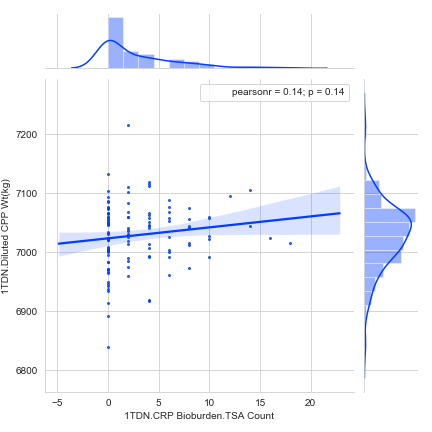 pearsonr = 0.14; p = 0.14
7200
7100
7000
6900
6800
1TDN.Diluted CPP Wt(kg)
−5 0 5 10 15 20
1TDN.CRP Bioburden.TSA Count